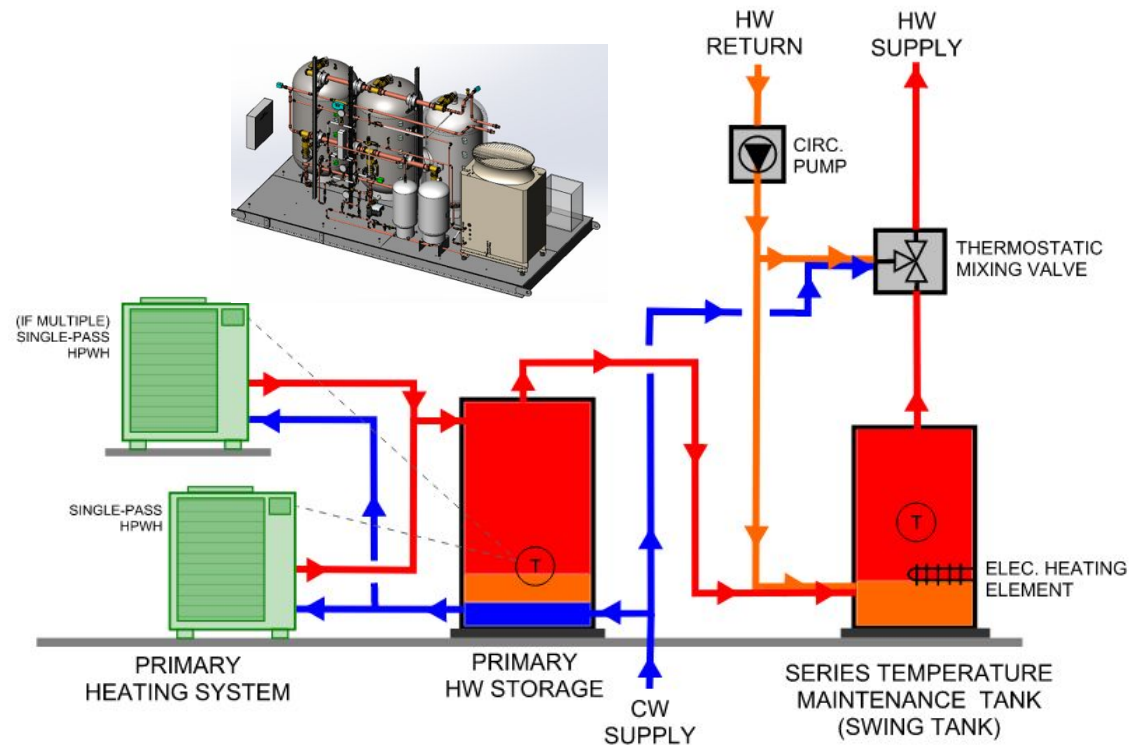 HW
RETURN
HW
SUPPLY
CIRC.
PUMP
THERMOSTATIC
MIXING VALVE
(IF MULTIPLE)
SINGLE-PASS
HPWH
SINGLE-PASS
HPWH
T
T
ELEC. HEATING
ELEMENT
PRIMARY
HEATING SYSTEM
PRIMARY
HW STORAGE
CW
SUPPLY
SERIES TEMPERATURE
MAINTENANCE TANK
(SWING TANK)